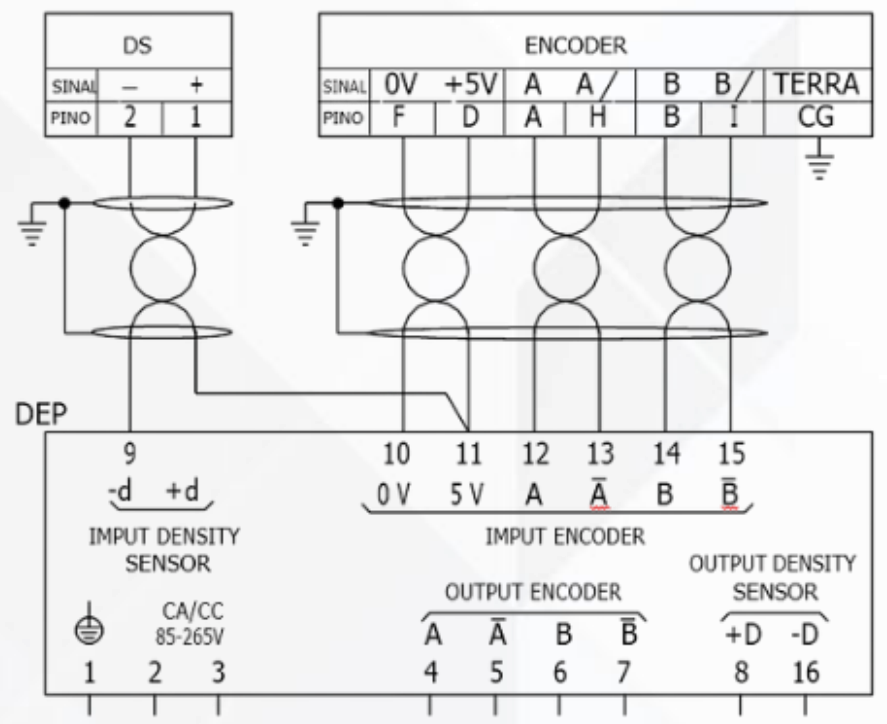 DS
SINAL − +
PINO 2 1
ENCODER
SINAL 0V +5V A A/ B B/ TERRA
PINO F D A H B I CG
DEP
9 10 11 12 13 14 15
-d +d 0 V 5 V A A̅ B B̅
IMPUT DENSITY
SENSOR
IMPUT ENCODER
OUTPUT DENSITY
SENSOR
OUTPUT ENCODER
CA/CC
85-265V
A A̅ B B̅ +D -D
1 2 3 4 5 6 7 8 16